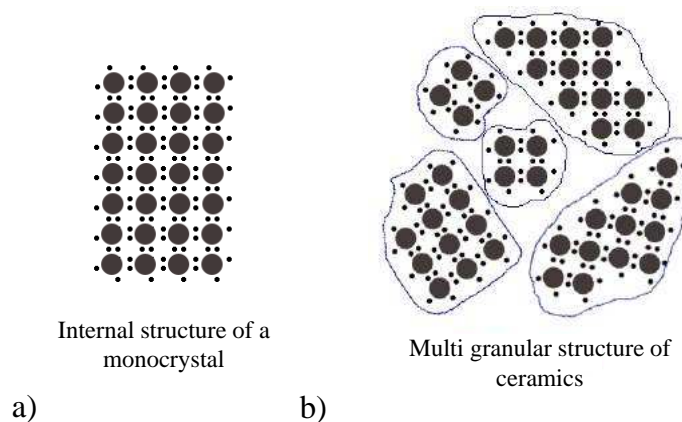 Internal structure of a
monocrystal
Multi granular structure of
ceramics
a)
b)